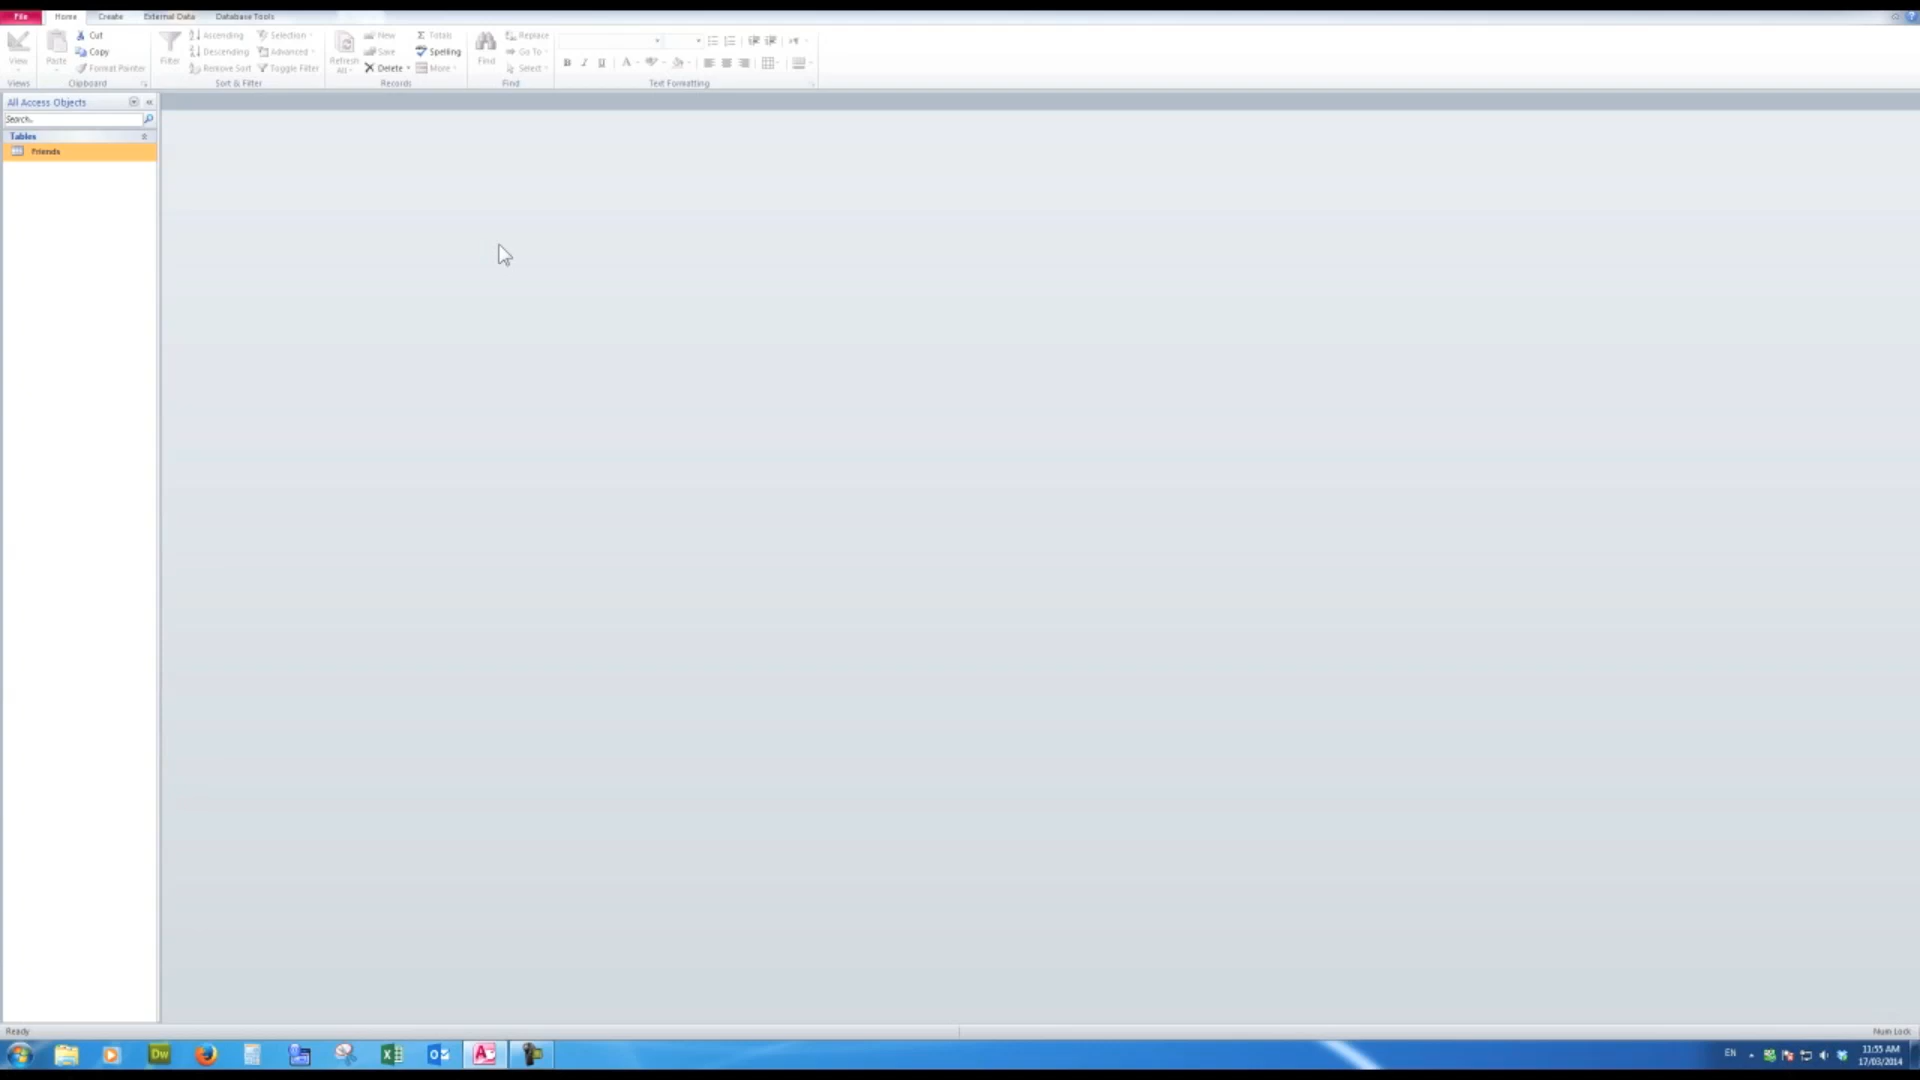 File Home Create External Data Database Tools
View Paste Cut Copy Format Painter Filter Ascending Descending Remove Sort Selection Advanced Toggle Filter Refresh All New Save Delete Totals Spelling More Find Replace Go To Select B I U A
Views Clipboard Sort & Filter Records Find Text Formatting
All Access Objects
Search..
Tables
Friends
Ready Num Lock
Dw EN 11:55 AM
17/03/2014